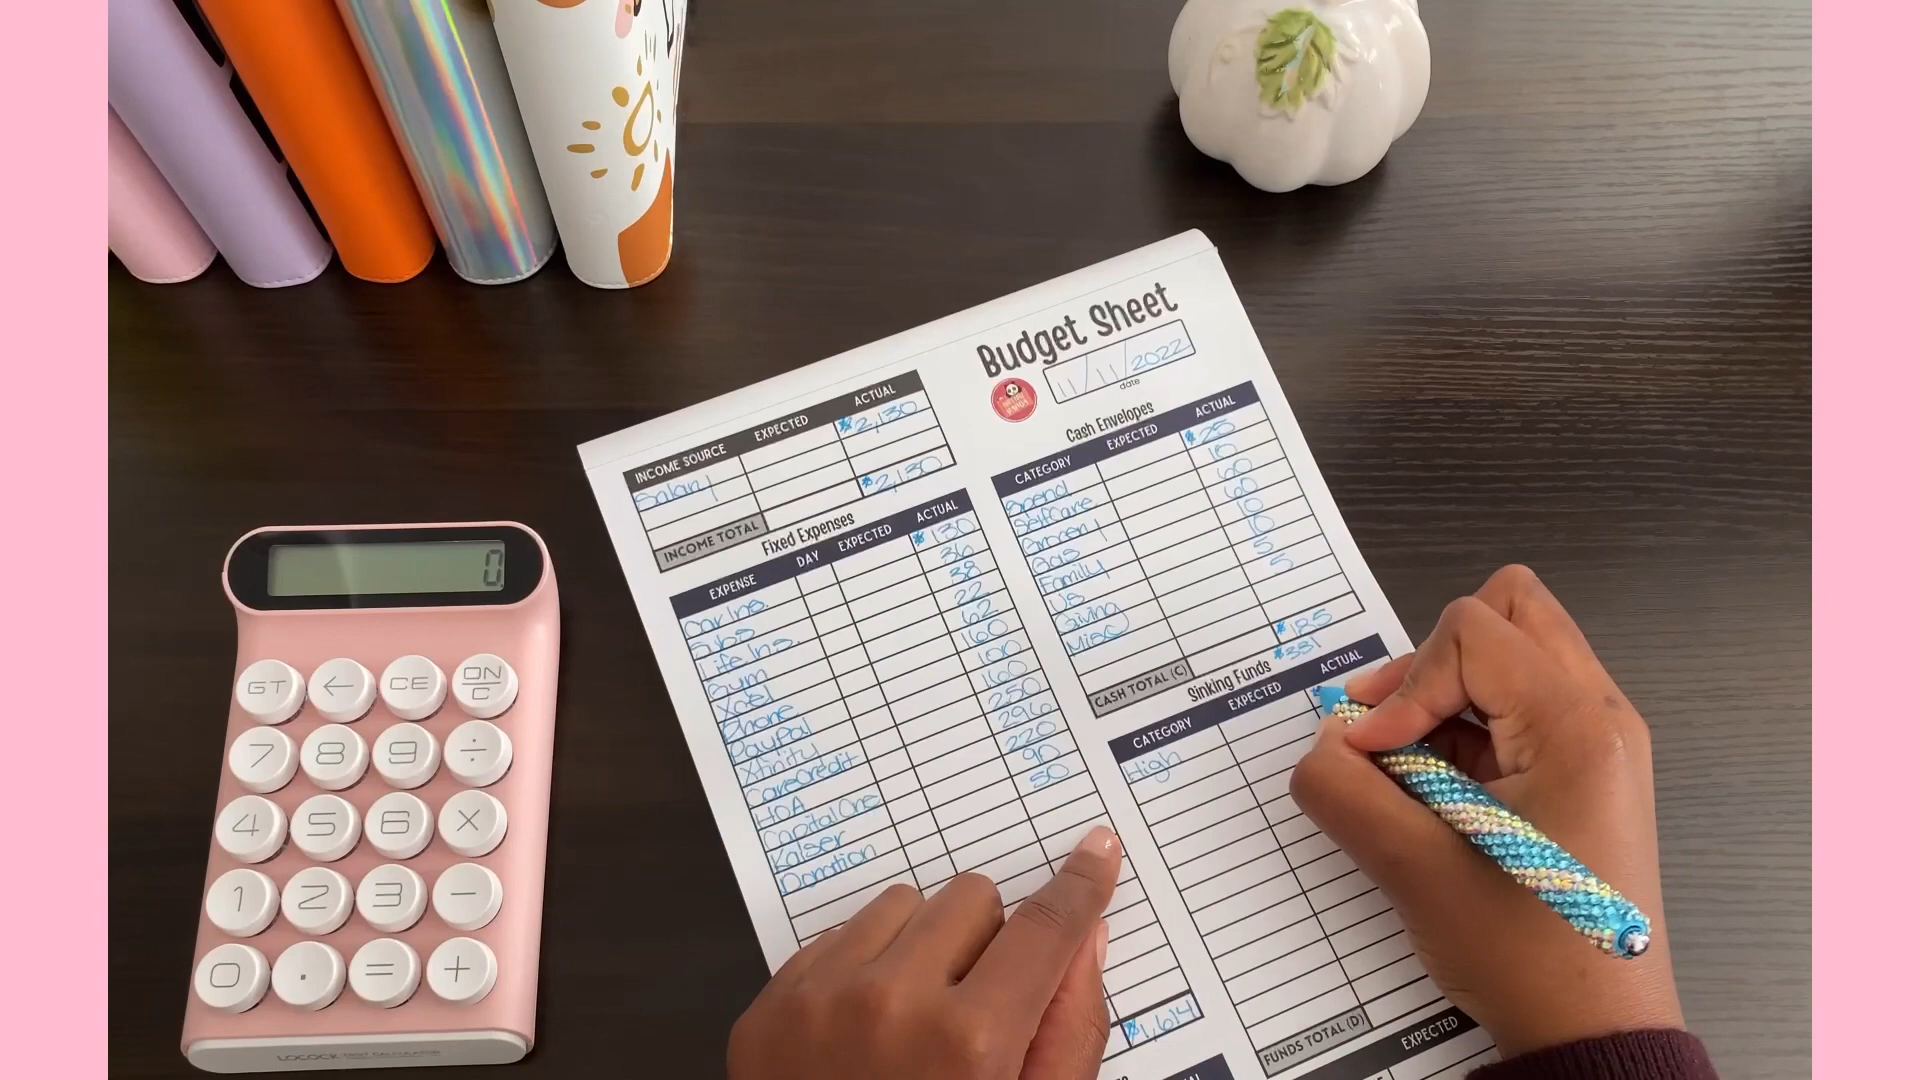 Budget Sheet
11/11/2022
date
INCOME SOURCE EXPECTED ACTUAL
Salary $2,130
INCOME TOTAL $2,130
Fixed Expenses
EXPENSE DAY EXPECTED ACTUAL
Car Ins. $130
Subs 36
Life Ins. 38
Gym 22
Xcel 62
Phone 160
PayPal 100
Xfinity 160
CareCredit 250
HOA 296
Capital One 220
Kaiser 90
Donation 50
$1,614
Cash Envelopes
CATEGORY EXPECTED ACTUAL
Spend $25
Selfcare 10
Grocery 60
Gas 60
Family 10
Us 10
Giving 5
Misc 5
CASH TOTAL (C) $185
$331
Sinking Funds
CATEGORY EXPECTED ACTUAL
High
FUNDS TOTAL (D)
EXPECTED
0
GT ← CE ON/C
7 8 9 ÷
4 5 6 X
1 2 3 −
0 . = +